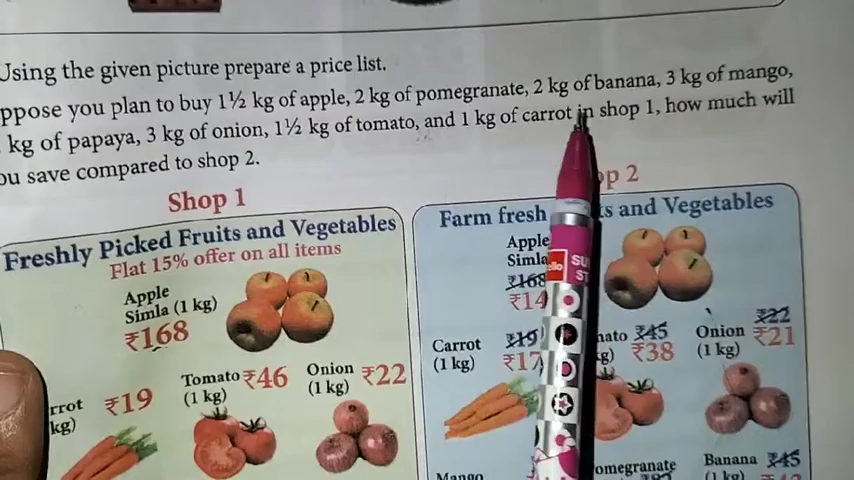 Using the given picture prepare a price list.
ppose you plan to buy 1½ kg of apple, 2 kg of pomegranate, 2 kg of banana, 3 kg of mango,
kg of papaya, 3 kg of onion, 1½ kg of tomato, and 1 kg of carrot in shop 1, how much will
ou save compared to shop 2.
Shop 1
op 2
Freshly Picked Fruits and Vegetables
Flat 15% offer on all items
Apple
Simla (1 kg)
₹168
rrot
kg)
₹19
Tomato
(1 kg)
₹46
Onion
(1 kg)
₹22
Farm fresh ts and Vegetables
Apple
Simla
₹168
₹14
Carrot
(1 kg)
₹19
₹17
mato
kg)
₹45
₹38
Onion
(1 kg)
₹22
₹21
Mango
omegranate
Banana
(1 kg)
₹45
cello